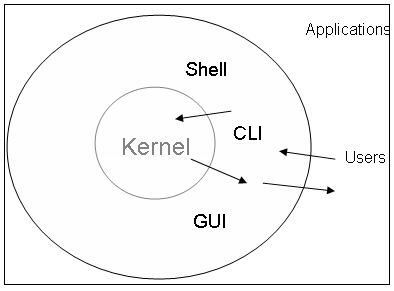 Applications
Shell
CLI
Kernel
Users
GUI